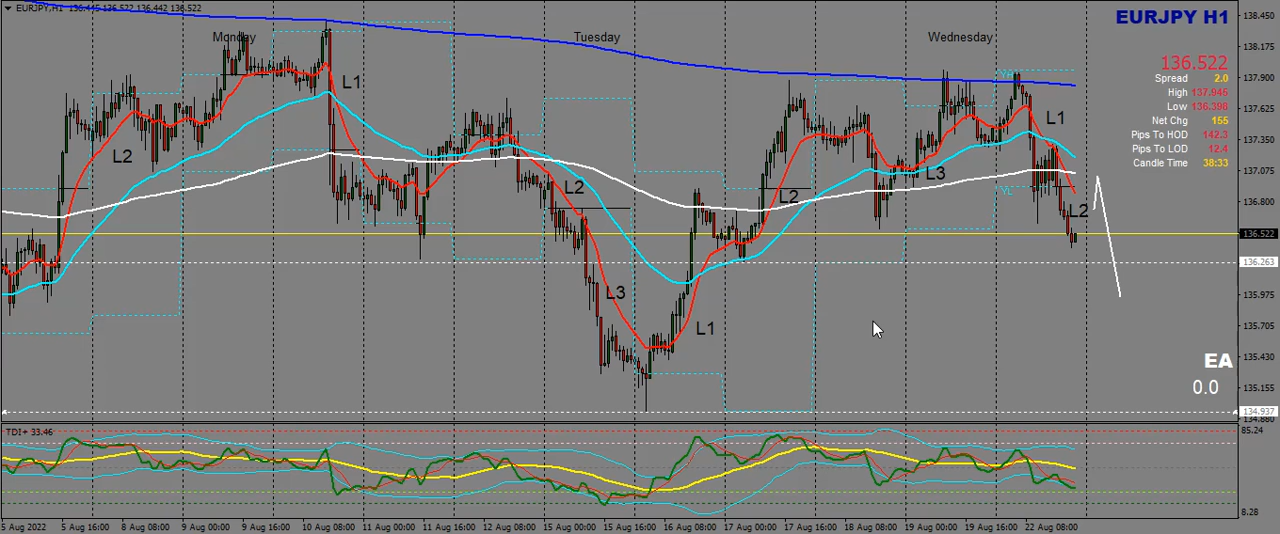 EURJPY,H1 136.445 136.522 136.442 136.522
EURJPY H1
136.522
Spread 2.0
High 137.945
Low 136.398
Net Chg 155
Pips To HOD 142.3
Pips To LOD 12.4
Candle Time 38:33
Monday
Tuesday
Wednesday
L1
L2
L2
L3
L1
L2
L3
L1
L2
YH
YL
EA
0.0
138.450
138.175
137.900
137.625
137.350
137.075
136.800
136.522
136.263
135.975
135.705
135.430
135.155
134.937
134.880
TDI+ 33.46
85.24
8.28
5 Aug 2022
5 Aug 16:00
8 Aug 08:00
9 Aug 00:00
9 Aug 16:00
10 Aug 08:00
11 Aug 00:00
11 Aug 16:00
12 Aug 08:00
15 Aug 00:00
15 Aug 16:00
16 Aug 08:00
17 Aug 00:00
17 Aug 16:00
18 Aug 08:00
19 Aug 00:00
19 Aug 16:00
22 Aug 08:00